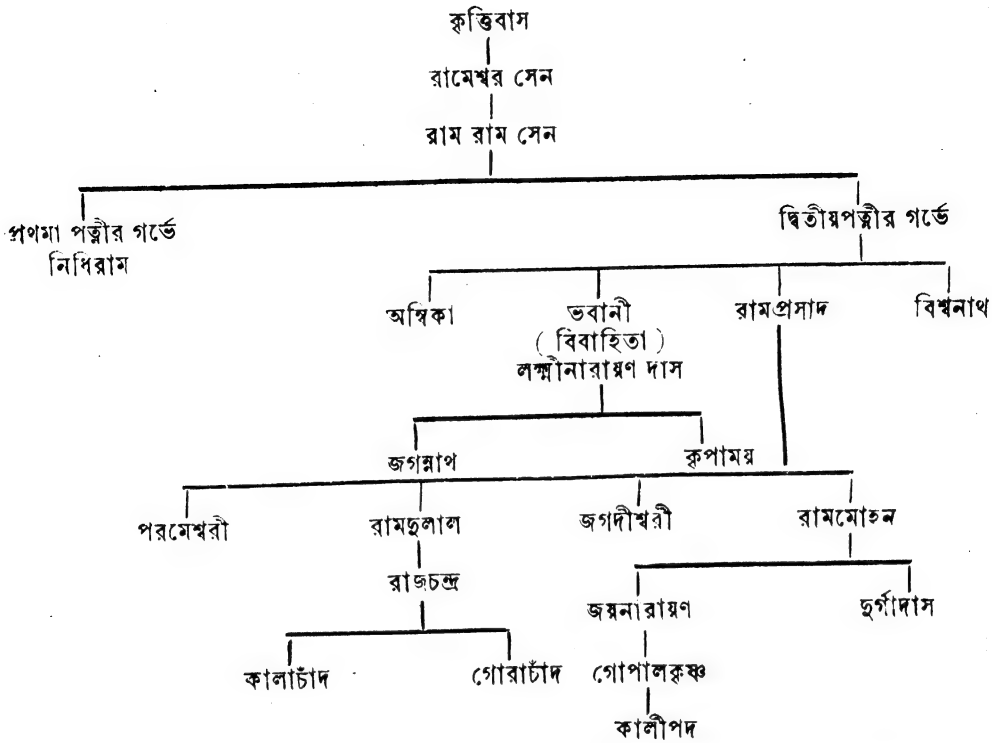 কৃত্তিবাস
রামেশ্বর সেন
রাম রাম সেন
প্রথমা পত্নীর গর্ভে
নিধিরাম
দ্বিতীয়পত্নীর গর্ভে
অম্বিকা
ভবানী
( বিবাহিতা )
লক্ষ্মীনারায়ণ দাস
রামপ্রসাদ
বিশ্বনাথ
জগন্নাথ
কৃপাময়
পরমেশ্বরী
রামদুলাল
জগদীশ্বরী
রামমোহন
রাজচন্দ্র
জয়নারায়ণ
দুর্গাদাস
কালাচাঁদ
গোরাচাঁদ
গোপালকৃষ্ণ
কালীপদ